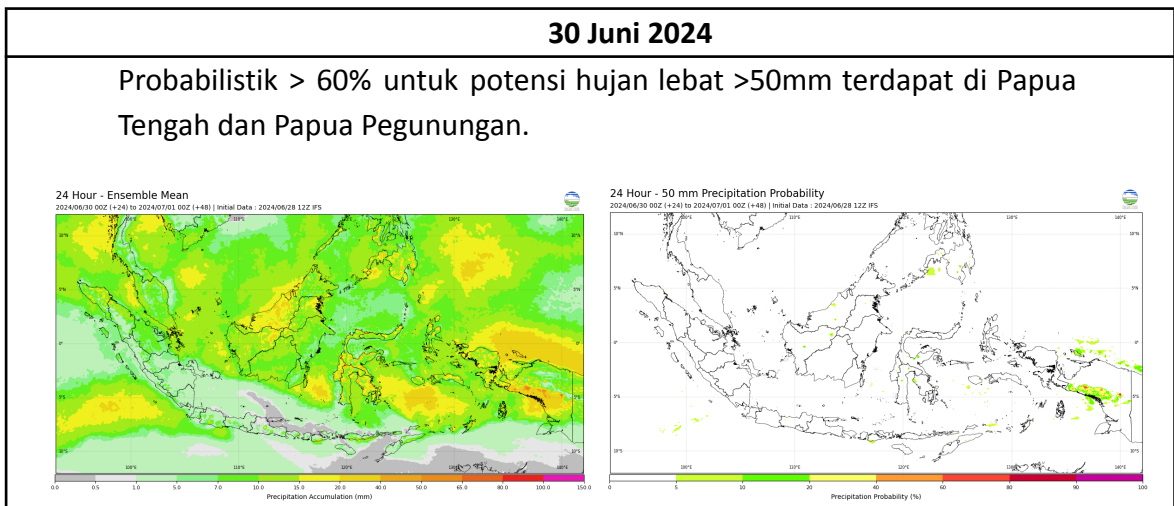 30 Juni 2024
Probabilistik > 60% untuk potensi hujan lebat >50mm terdapat di Papua
Tengah dan Papua Pegunungan.
24 Hour - Ensemble Mean
2024/06/30 00Z (+24) to 2024/07/01 00Z (+48) | Initial Data : 2024/06/28 12Z IFS
0.0 0.5 1.0 5.0 7.0 10.0 15.0 20.0 40.0 50.0 65.0 80.0 100.0 150.0
Precipitation Accumulation (mm)
24 Hour - 50 mm Precipitation Probability
2024/06/30 00Z (+24) to 2024/07/01 00Z (+48) | Initial Data : 2024/06/28 12Z IFS
0 5 10 20 40 60 80 90 100
Precipitation Probability (%)